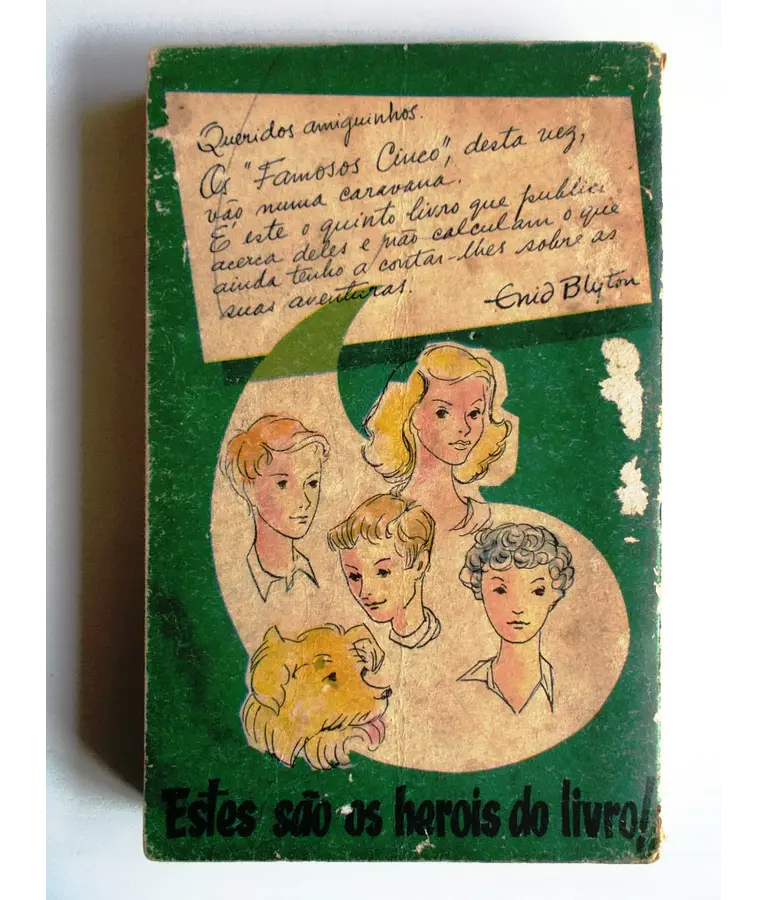 Queridos amiguinhos.
Os "Famosos Cinco", desta vez,
vão numa caravana.
É este o quinto livro que publiquei
acerca deles e não calculam o que
ainda tenho a contar-lhes sobre as
suas aventuras.
Enid Blyton
Estes são os herois do livro!